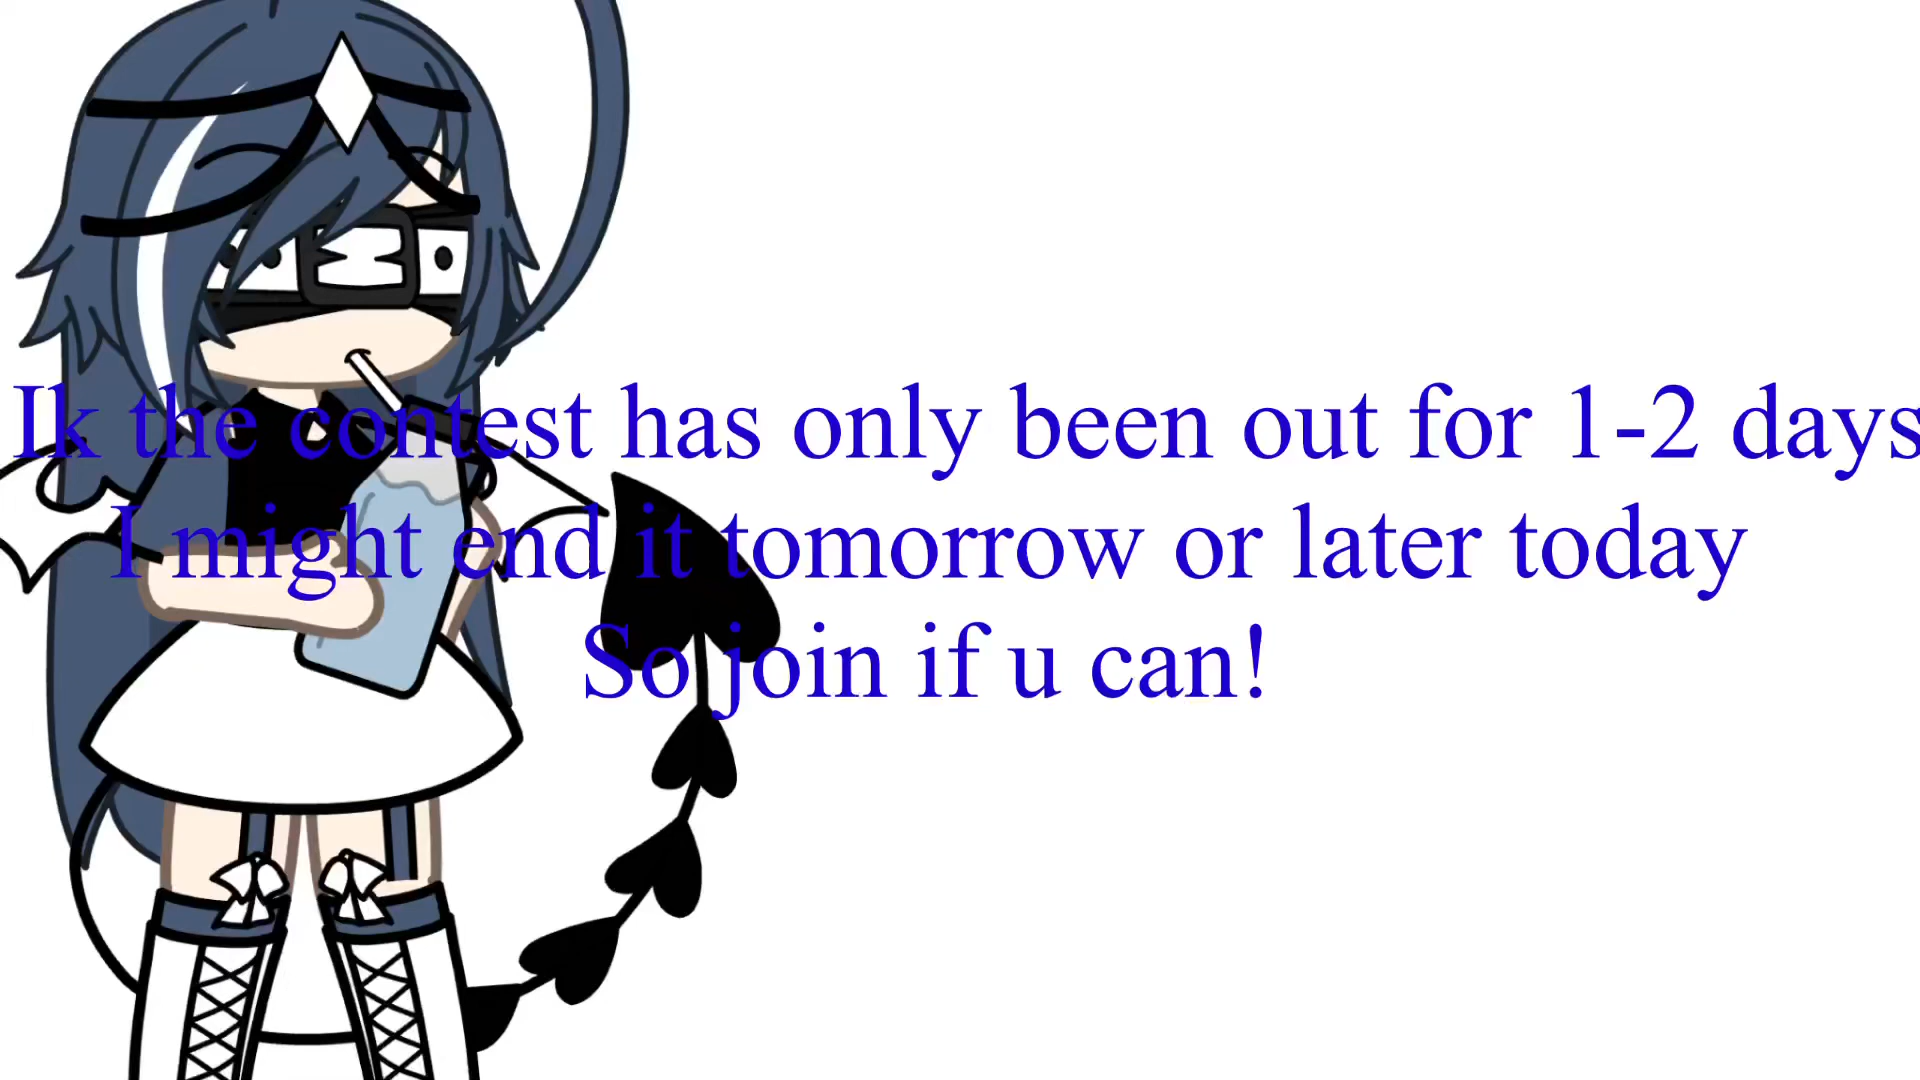 Ik the contest has only been out for 1-2 days
I might end it tomorrow or later today
So join if u can!